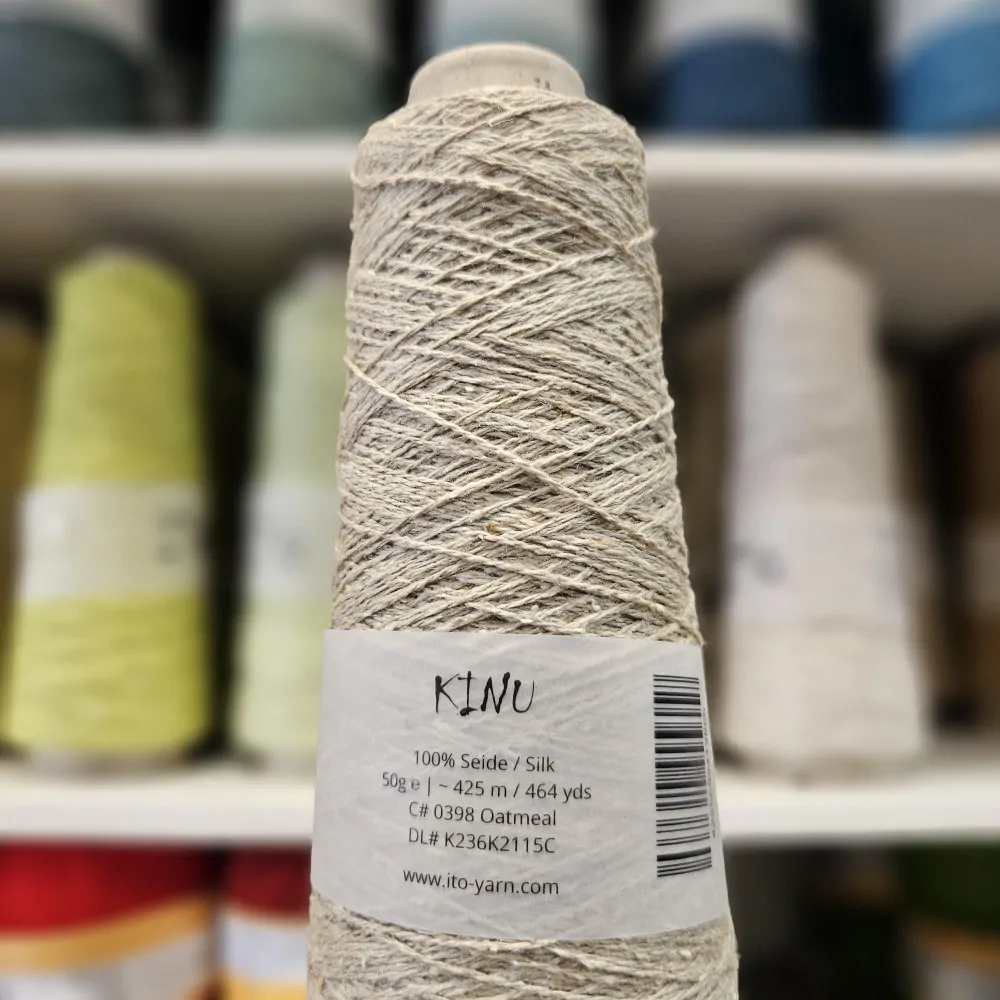 KINU
100% Seide / Silk
50g e | ~ 425 m / 464 yds
C# 0398 Oatmeal
DL# K236K2115C
www.ito-yarn.com